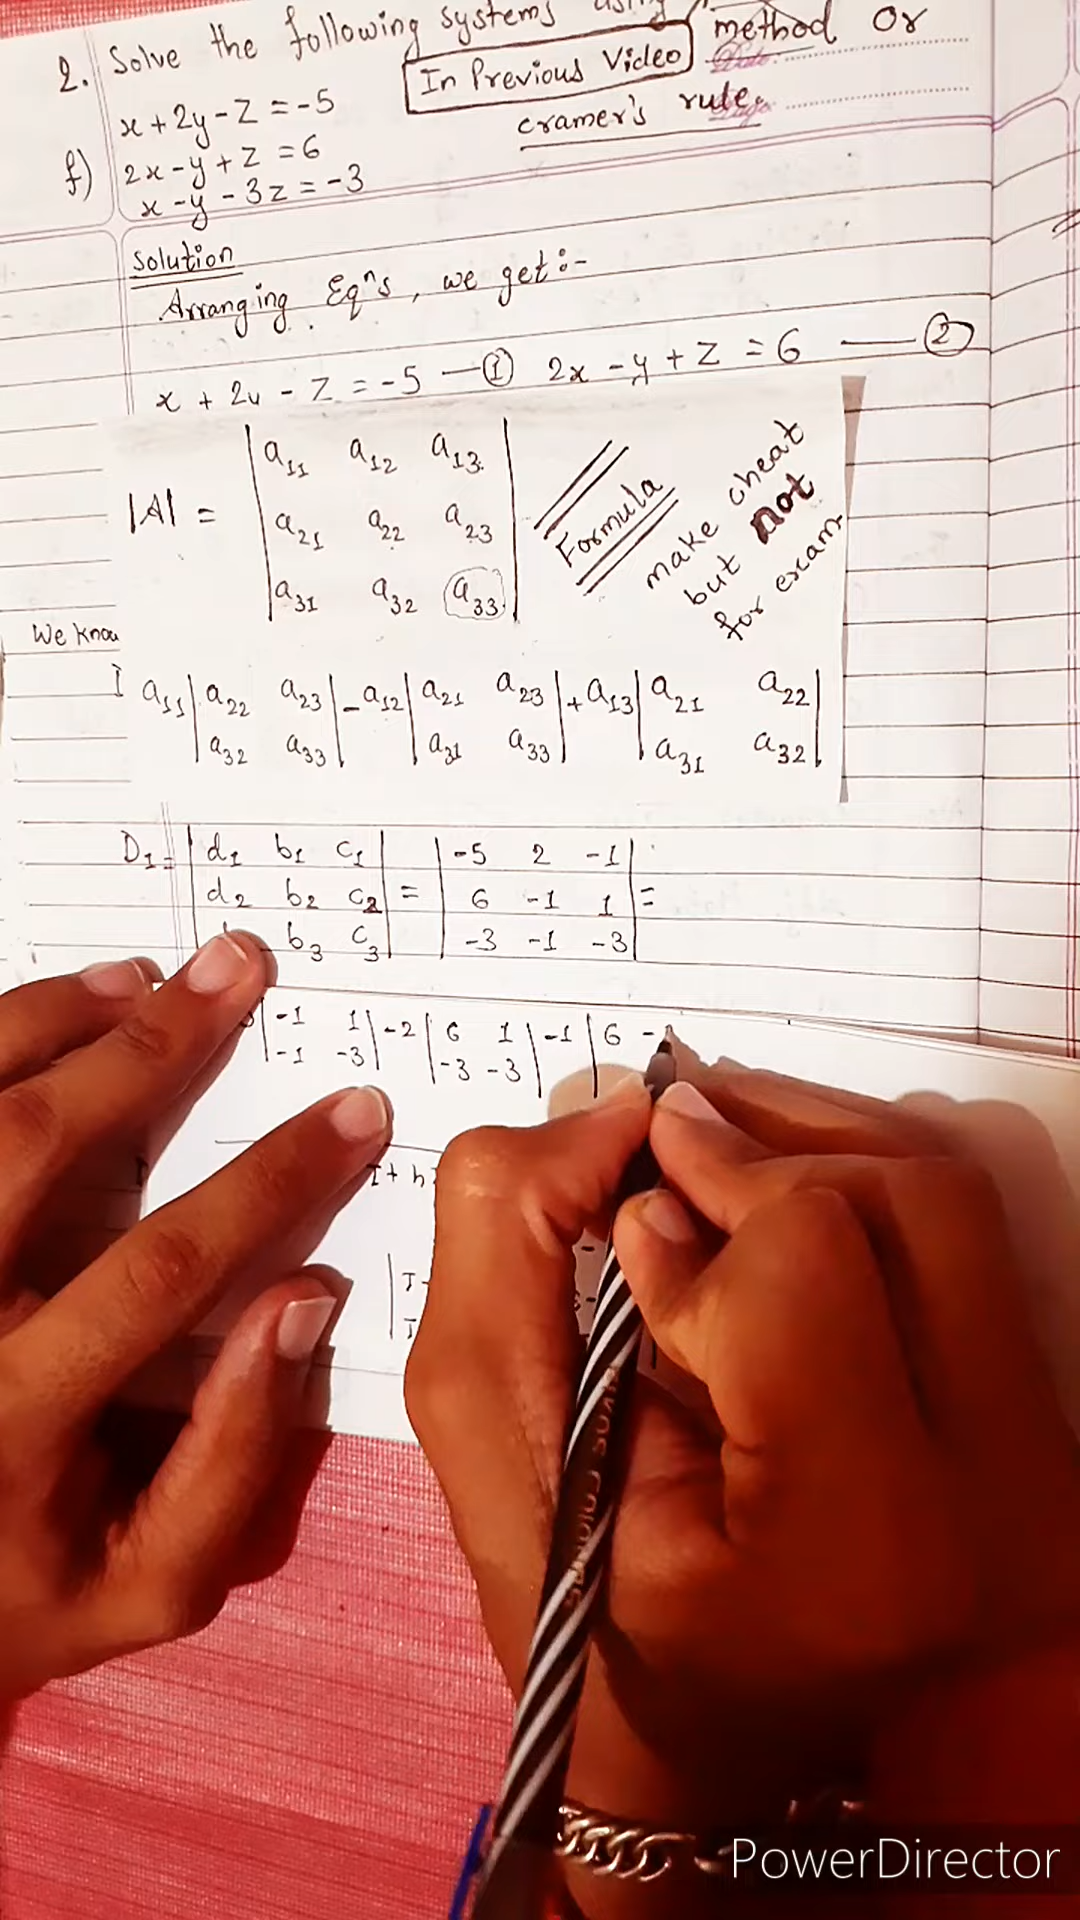 2. Solve the following systems using
method Or
In Previous Video
cramer's rule.
x + 2y - z = -5
f) 2x - y + z = 6
x - y - 3z = -3
Solution
Arranging Eqⁿs, we get :-
x + 2y - z = -5 — ① 2x - y + z = 6 — ②
|A| = | a11 a12 a13 |
| a21 a22 a23 |
| a31 a32 a33 |
Formula
make cheat
but not
for exam
We know
I
a11 | a22 a23 | - a12 | a21 a23 | + a13 | a21 a22 |
| a32 a33 | | a31 a33 | | a31 a32 |
D1 = | d1 b1 c1 | = | -5 2 -1 | =
| d2 b2 c2 | | 6 -1 1 |
b3 c3 | | -3 -1 -3 |
| -1 1 | -2 | 6 1 | -1 | 6 -
| -1 -3 | | -3 -3 | |
PowerDirector